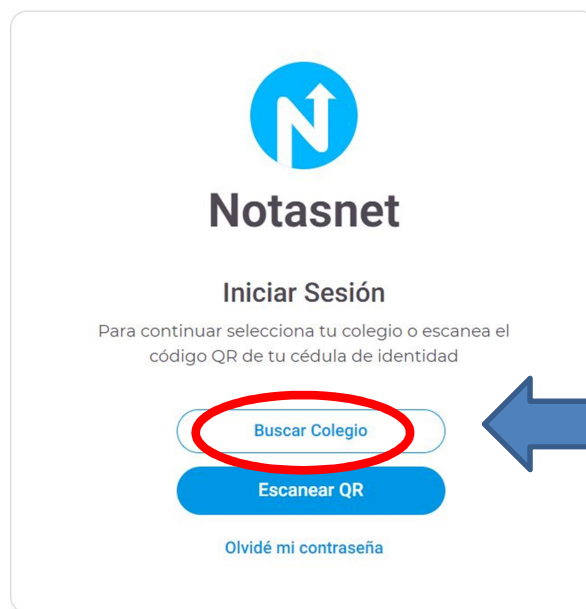 Notasnet
Iniciar Sesión
Para continuar selecciona tu colegio o escanea el
código QR de tu cédula de identidad
Buscar Colegio
Escanear QR
Olvidé mi contraseña